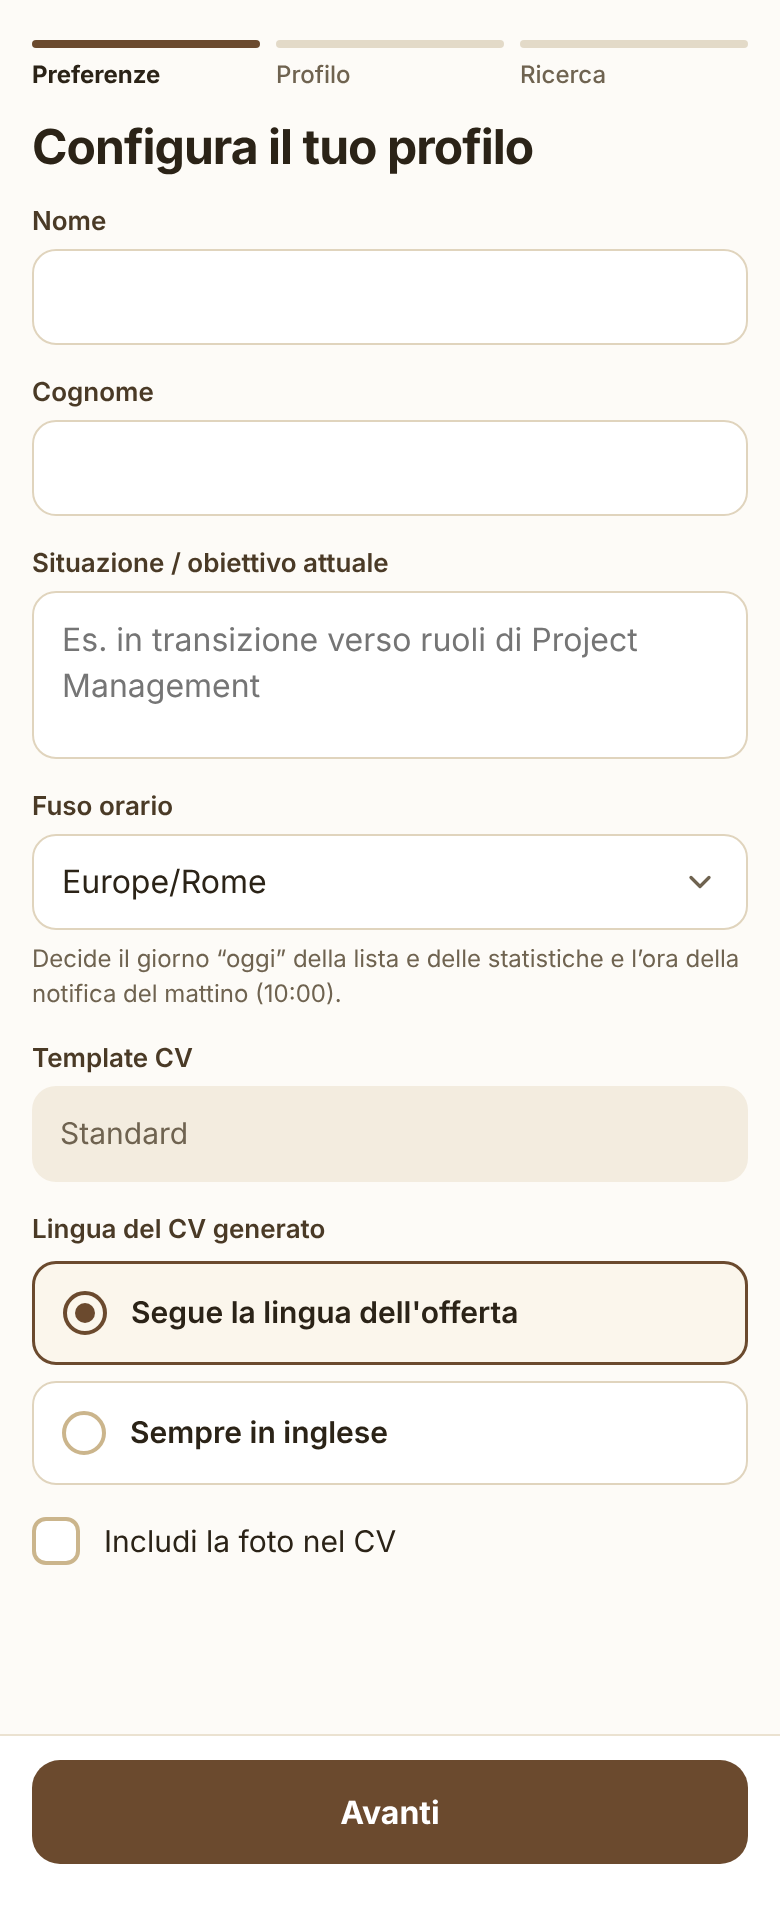 Preferenze
Profilo
Ricerca
Configura il tuo profilo
Nome
Cognome
Situazione / obiettivo attuale
Es. in transizione verso ruoli di Project
Management
Fuso orario
Europe/Rome
Decide il giorno “oggi” della lista e delle statistiche e l’ora della
notifica del mattino (10:00).
Template CV
Standard
Lingua del CV generato
Segue la lingua dell'offerta
Sempre in inglese
Includi la foto nel CV
Avanti